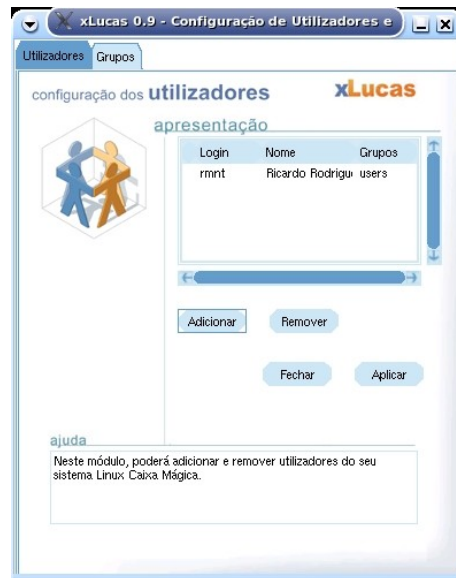 xLucas 0.9 - Configuração de Utilizadores e
Utilizadores Grupos
configuração dos utilizadores xLucas
apresentação
Login Nome Grupos
rmnt Ricardo Rodrigu users
Adicionar Remover
Fechar Aplicar
ajuda
Neste módulo, poderá adicionar e remover utilizadores do seu
sistema Linux Caixa Mágica.